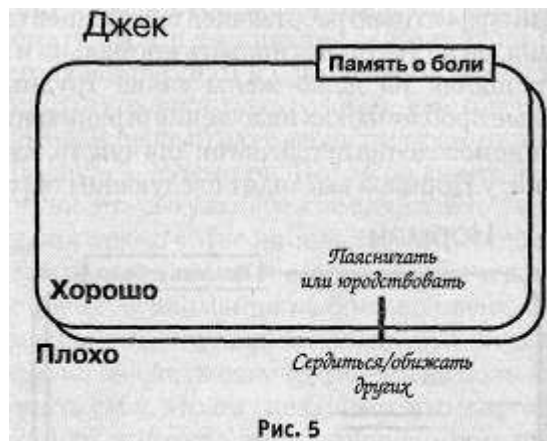 Джек
Память о боли
Паясничать
или юродствовать
Хорошо
Плохо
Сердиться/обижать
других
Рис. 5